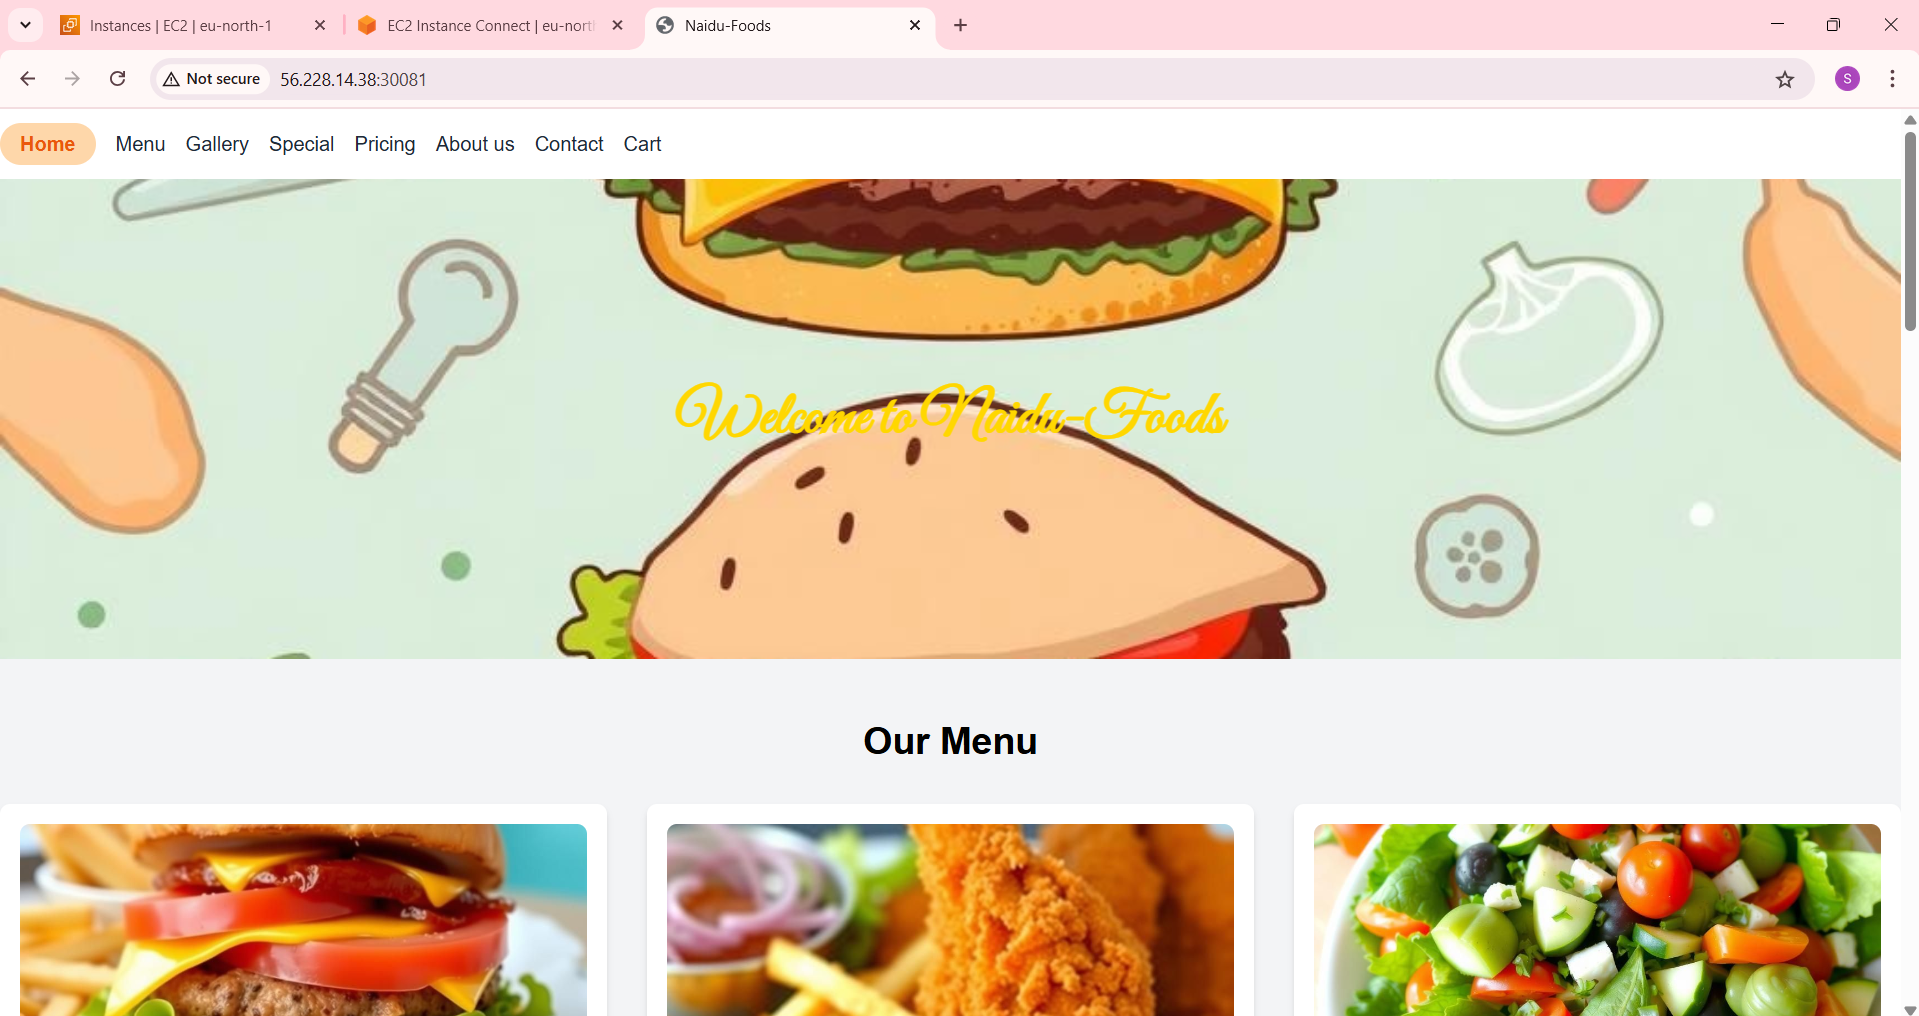 Instances | EC2 | eu-north-1
EC2 Instance Connect | eu-nort
Naidu-Foods
Not secure
56.228.14.38:30081
S
Home
Menu
Gallery
Special
Pricing
About us
Contact
Cart
Welcome to Naidu-Foods
Our Menu